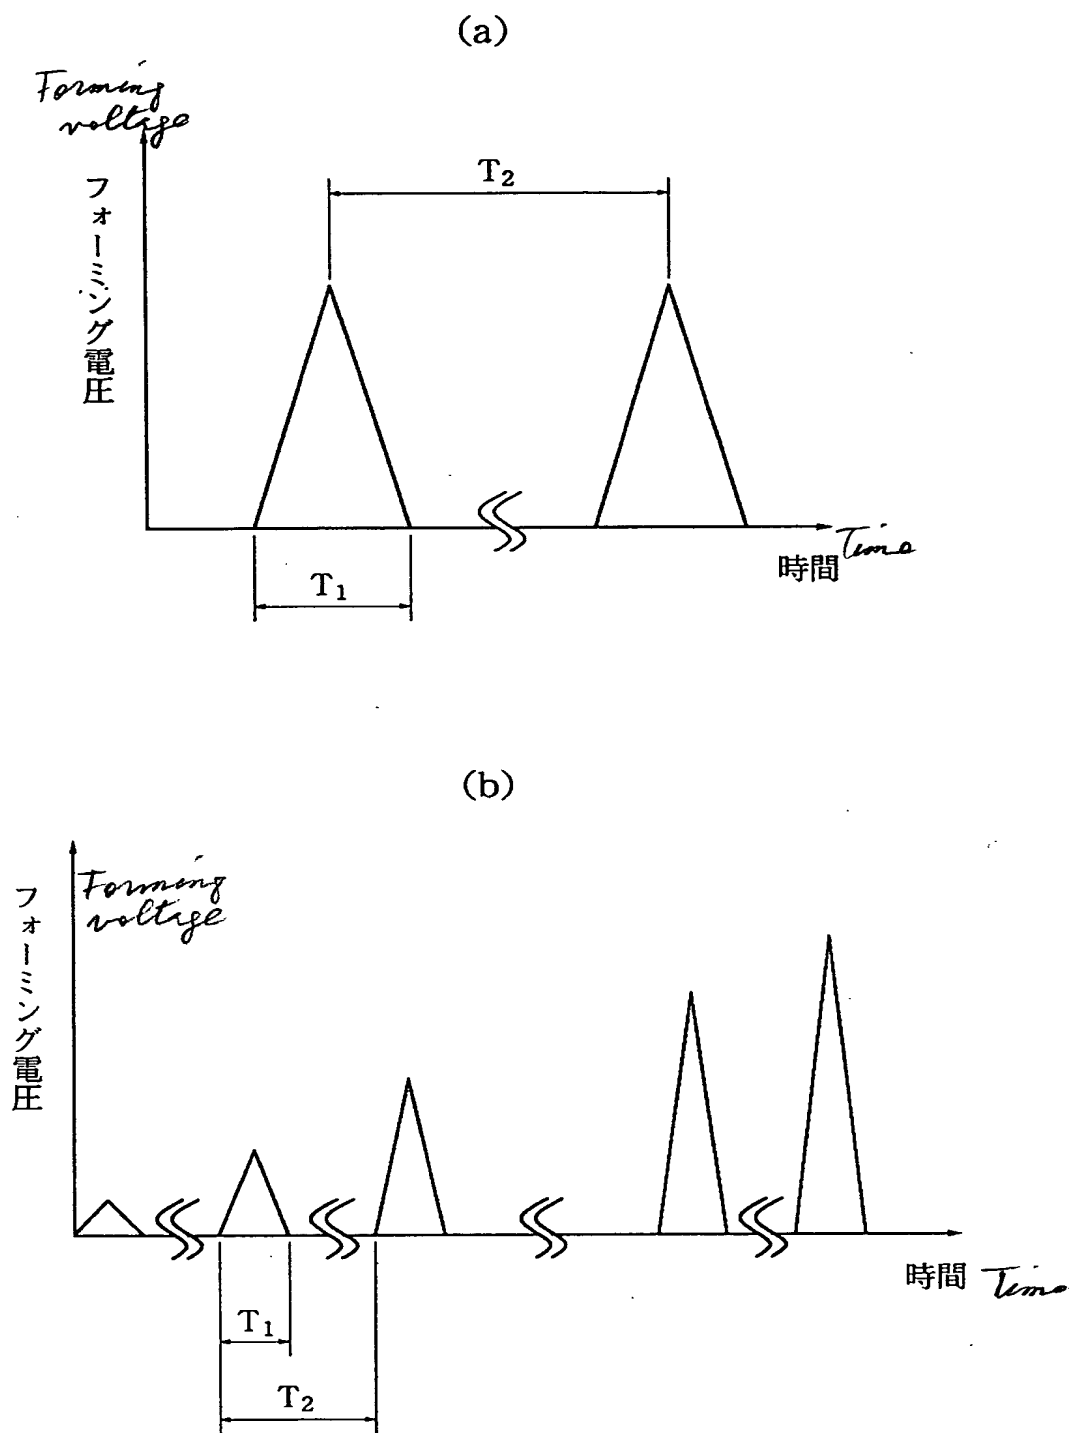 (a)
Forming
voltage
フォーミング電圧
T₂
Time
時間
T₁
(b)
Forming
voltage
フォーミング電圧
時間 Time
T₁
T₂